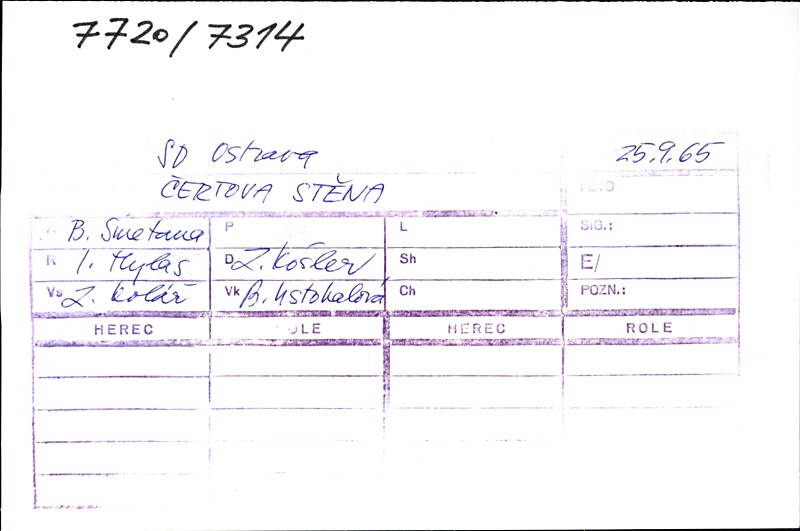 7720/7314
SD Ostrava 25.9.65
ČERTOVA STĚNA
B. Smetana P L SIG.:
R I. Hylas D Z. Košler Sh E/
Vs Z. Kolář Vk B. Ustohalová Ch POZN.:
HEREC HEREC ROLE